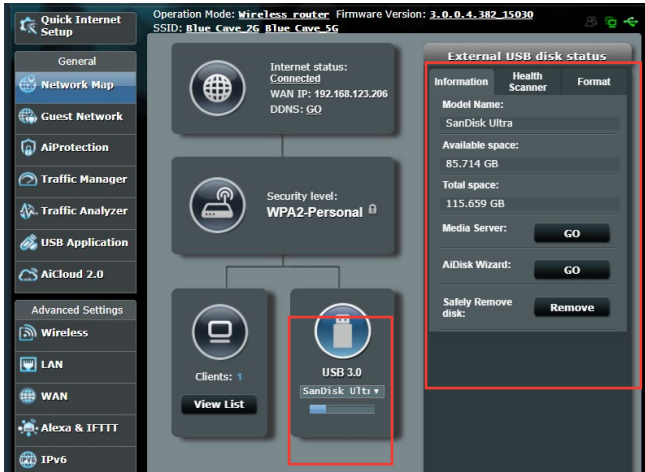 Quick Internet
Setup
Operation Mode: Wireless router Firmware Version: 3.0.0.4.382_15030
SSID: Blue Cave_2G Blue Cave_5G
General
Network Map
Guest Network
AiProtection
Traffic Manager
Traffic Analyzer
USB Application
AiCloud 2.0
Advanced Settings
Wireless
LAN
WAN
Alexa & IFTTT
IPv6
Internet status:
Connected
WAN IP: 192.168.123.206
DDNS: GO
Security level:
WPA2-Personal
Clients: 1
View List
USB 3.0
SanDisk Ultr
External USB disk status
Information
Health
Scanner
Format
Model Name:
SanDisk Ultra
Available space:
85.714 GB
Total space:
115.659 GB
Media Server:
GO
AiDisk Wizard:
GO
Safely Remove
disk:
Remove